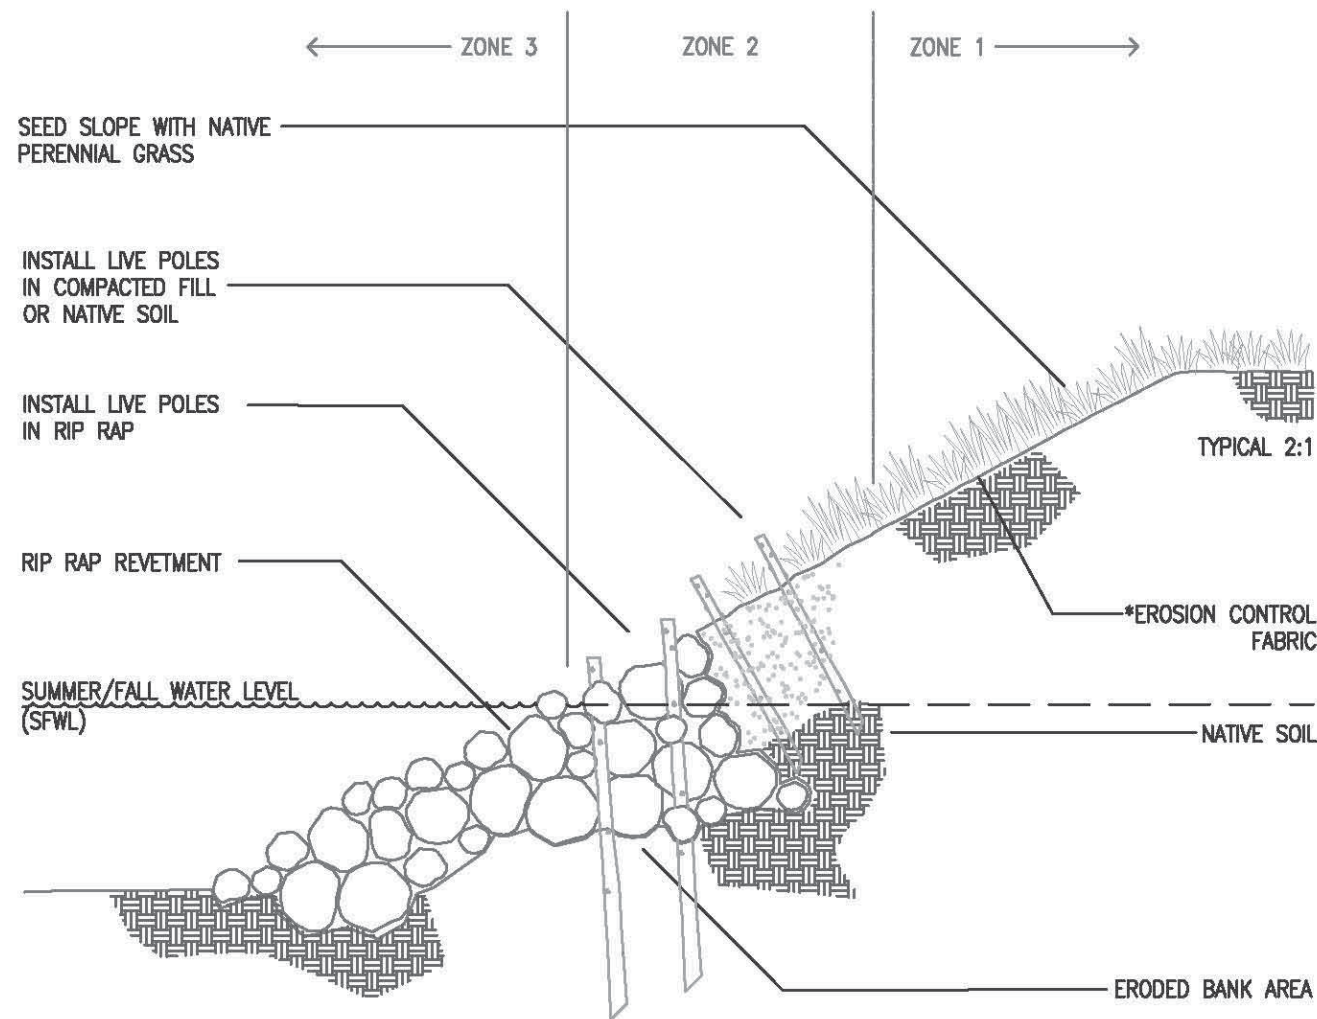 ZONE 3
ZONE 2
ZONE 1
SEED SLOPE WITH NATIVE
PERENNIAL GRASS
INSTALL LIVE POLES
IN COMPACTED FILL
OR NATIVE SOIL
INSTALL LIVE POLES
IN RIP RAP
TYPICAL 2:1
RIP RAP REVETMENT
*EROSION CONTROL
FABRIC
SUMMER/FALL WATER LEVEL
(SFWL)
NATIVE SOIL
ERODED BANK AREA